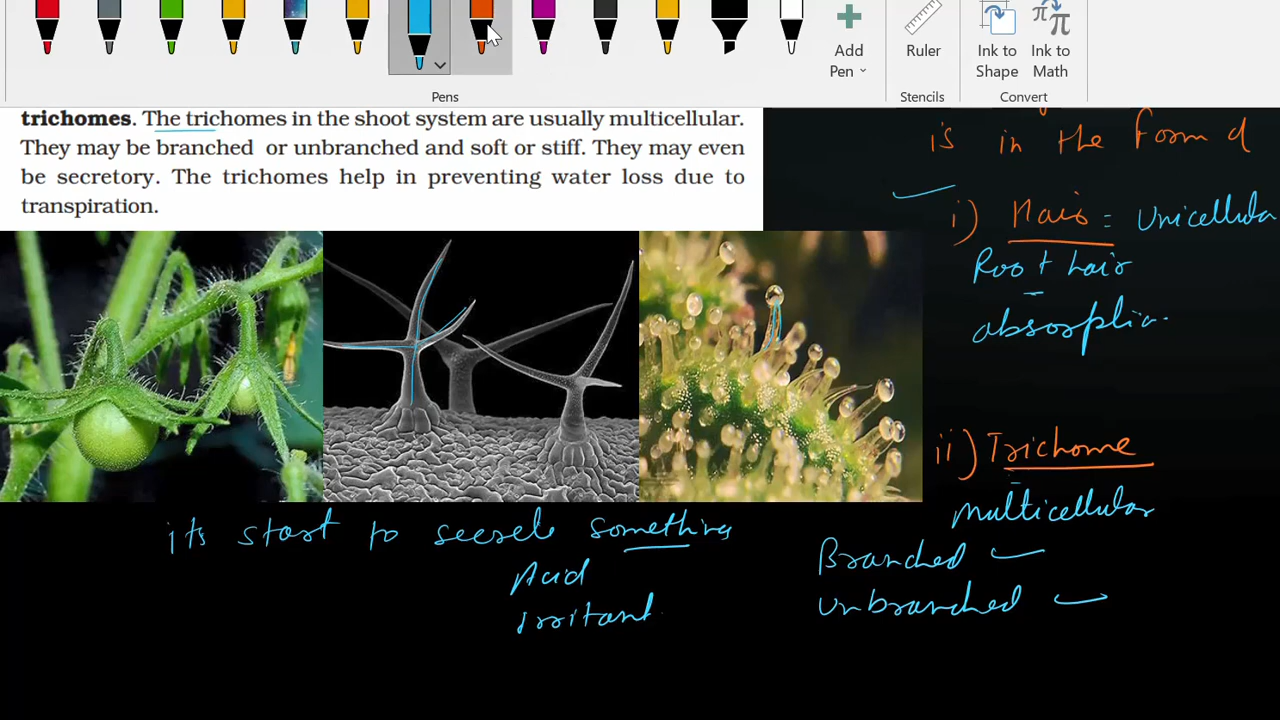 Add
Pen
Ruler
Ink to
Shape
Ink to
Math
Pens
Stencils
Convert
trichomes. The trichomes in the shoot system are usually multicellular.
They may be branched or unbranched and soft or stiff. They may even
be secretory. The trichomes help in preventing water loss due to
transpiration.
is in the form
i) Hair = Unicellular
Root hair
absorptio
ii) Trichome
multicellular
Branched
unbranched
its start to secrete something
Acid
irritant